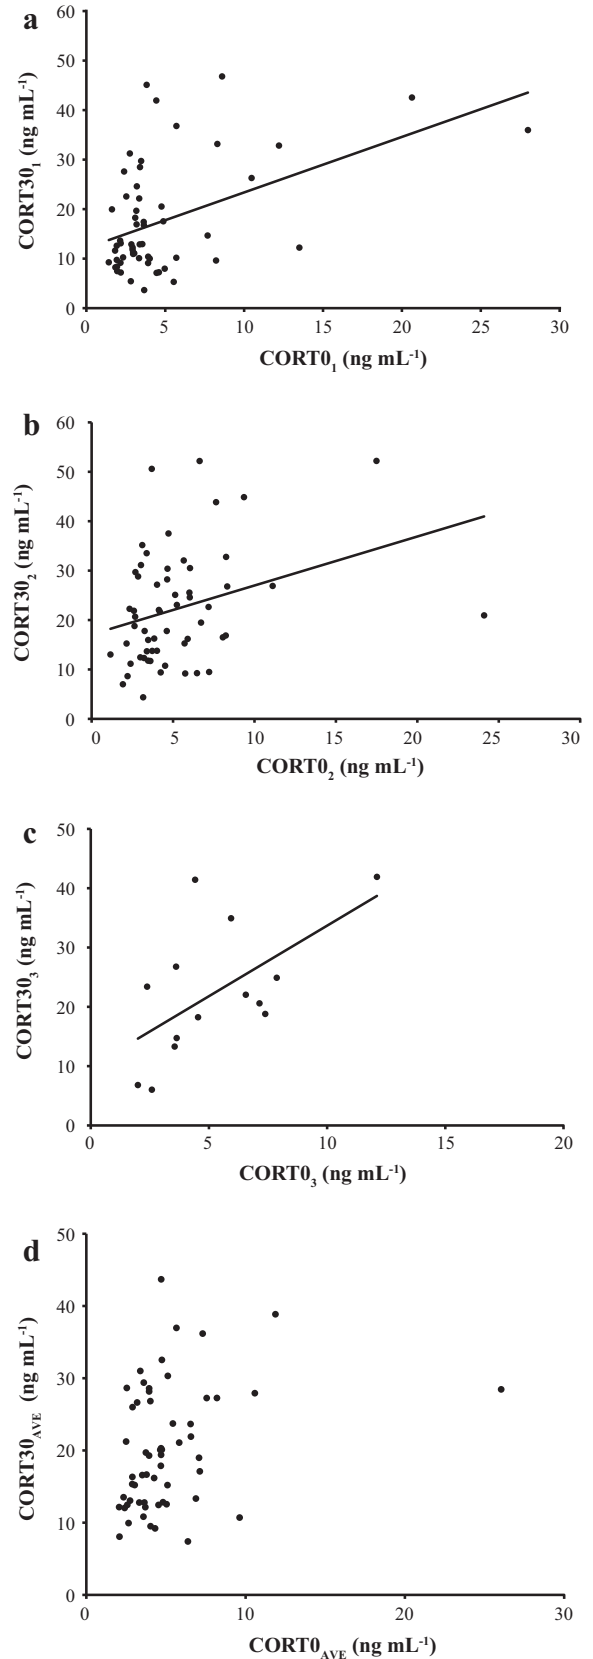 a
60
50
40
30
20
10
0
CORT30₁ (ng mL⁻¹)
0 5 10 15 20 25 30
CORT0₁ (ng mL⁻¹)
b
60
50
40
30
20
10
0
CORT30₂ (ng mL⁻¹)
0 5 10 15 20 25 30
CORT0₂ (ng mL⁻¹)
c
50
40
30
20
10
0
CORT30₃ (ng mL⁻¹)
0 5 10 15 20
CORT0₃ (ng mL⁻¹)
d
50
40
30
20
10
0
CORT30AVE (ng mL⁻¹)
0 10 20 30
CORT0AVE (ng mL⁻¹)